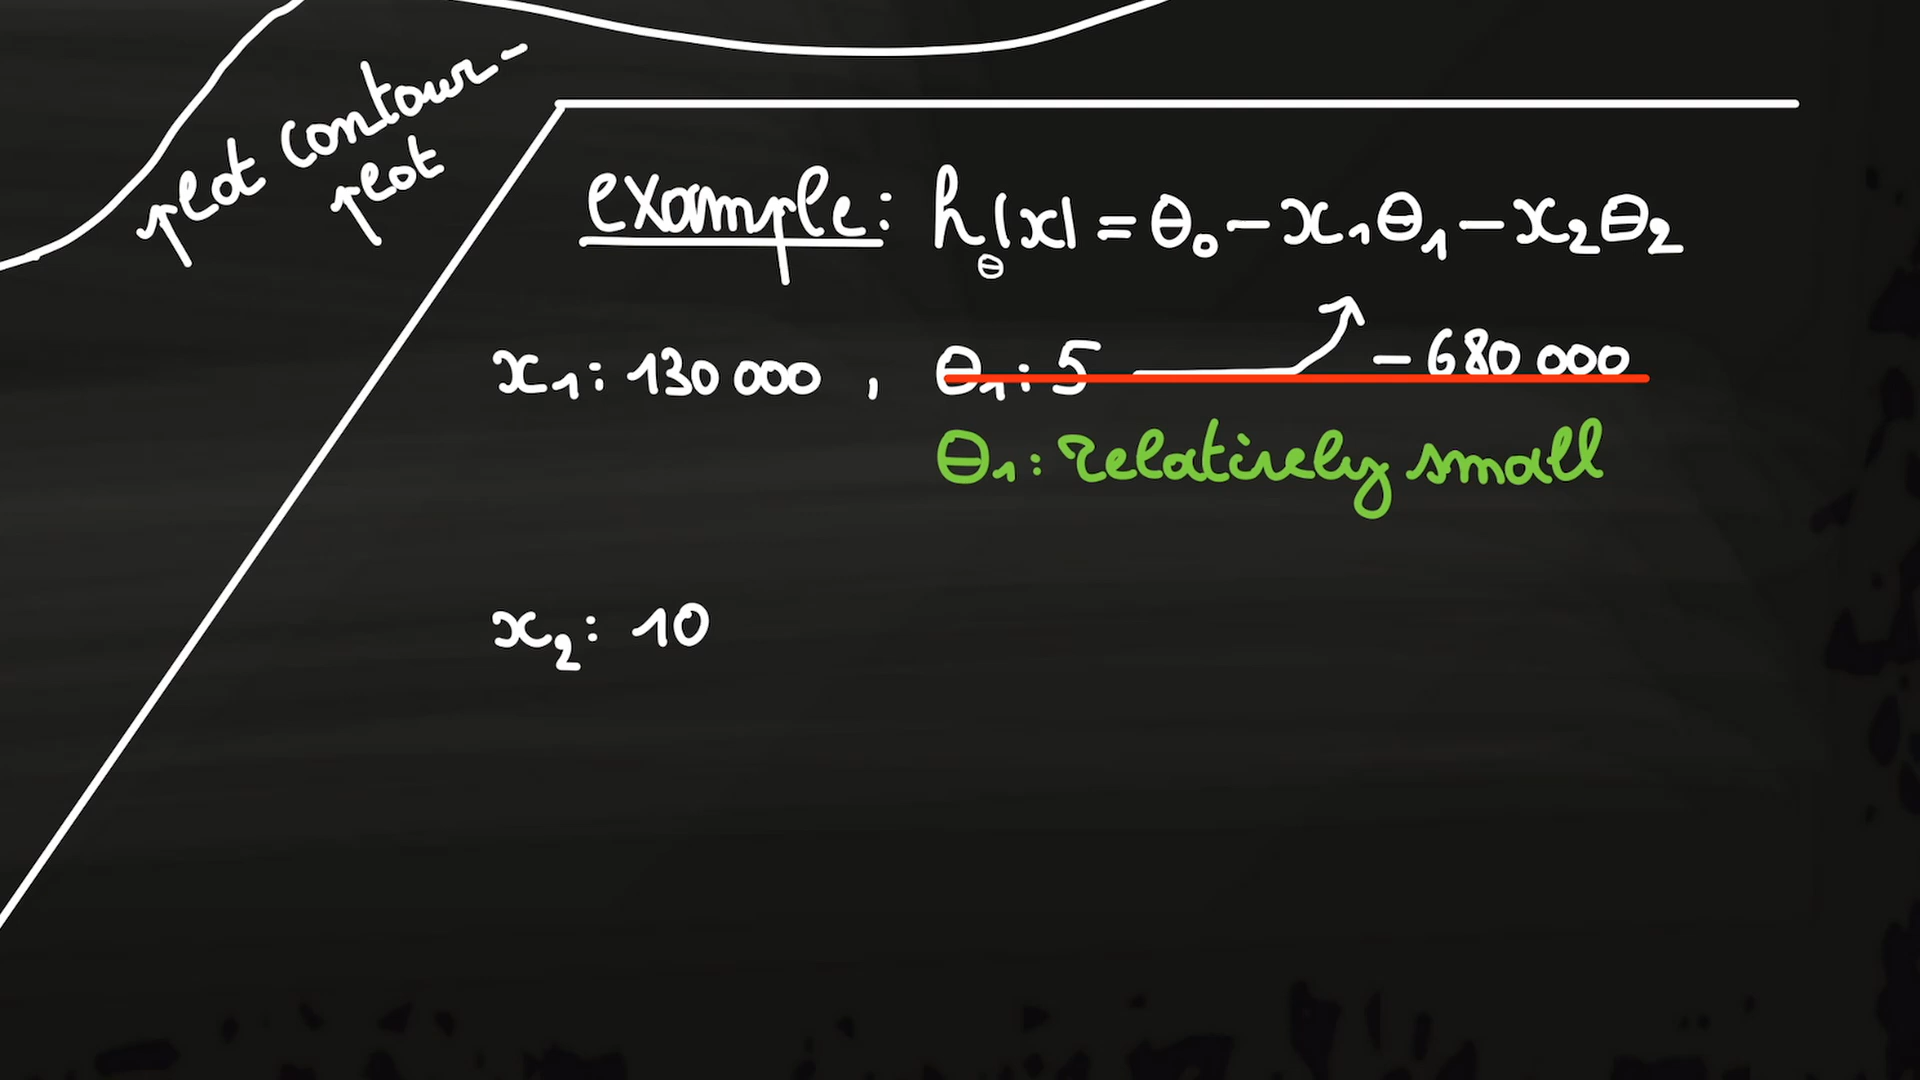 plot contour-
plot
example: h_θ(x) = θ₀ - x₁θ₁ - x₂θ₂
x₁: 130 000 , θ₁: 5 - 680 000
θ₁: relatively small
x₂: 10